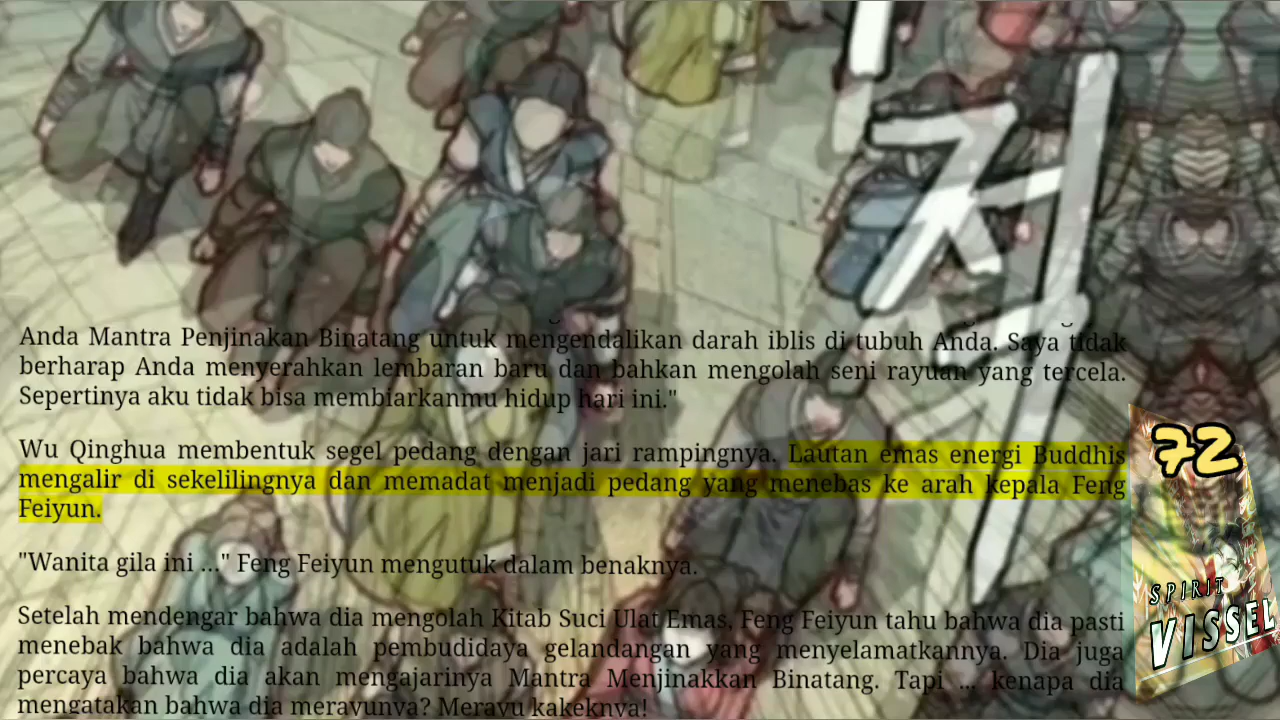 Anda Mantra Penjinakan Binatang untuk mengendalikan darah iblis di tubuh Anda. Saya tidak
berharap Anda menyerahkan lembaran baru dan bahkan mengolah seni rayuan yang tercela.
Sepertinya aku tidak bisa membiarkanmu hidup hari ini."
Wu Qinghua membentuk segel pedang dengan jari rampingnya. Lautan emas energi Buddhis
mengalir di sekelilingnya dan memadat menjadi pedang yang menebas ke arah kepala Feng
Feiyun.
"Wanita gila ini ..." Feng Feiyun mengutuk dalam benaknya.
Setelah mendengar bahwa dia mengolah Kitab Suci Ulat Emas, Feng Feiyun tahu bahwa dia pasti
menebak bahwa dia adalah pembudidaya gelandangan yang menyelamatkannya. Dia juga
percaya bahwa dia akan mengajarinya Mantra Menjinakkan Binatang. Tapi ... kenapa dia
mengatakan bahwa dia merayunya? Merayu kakeknya!
72
SPIRIT
VISSEL